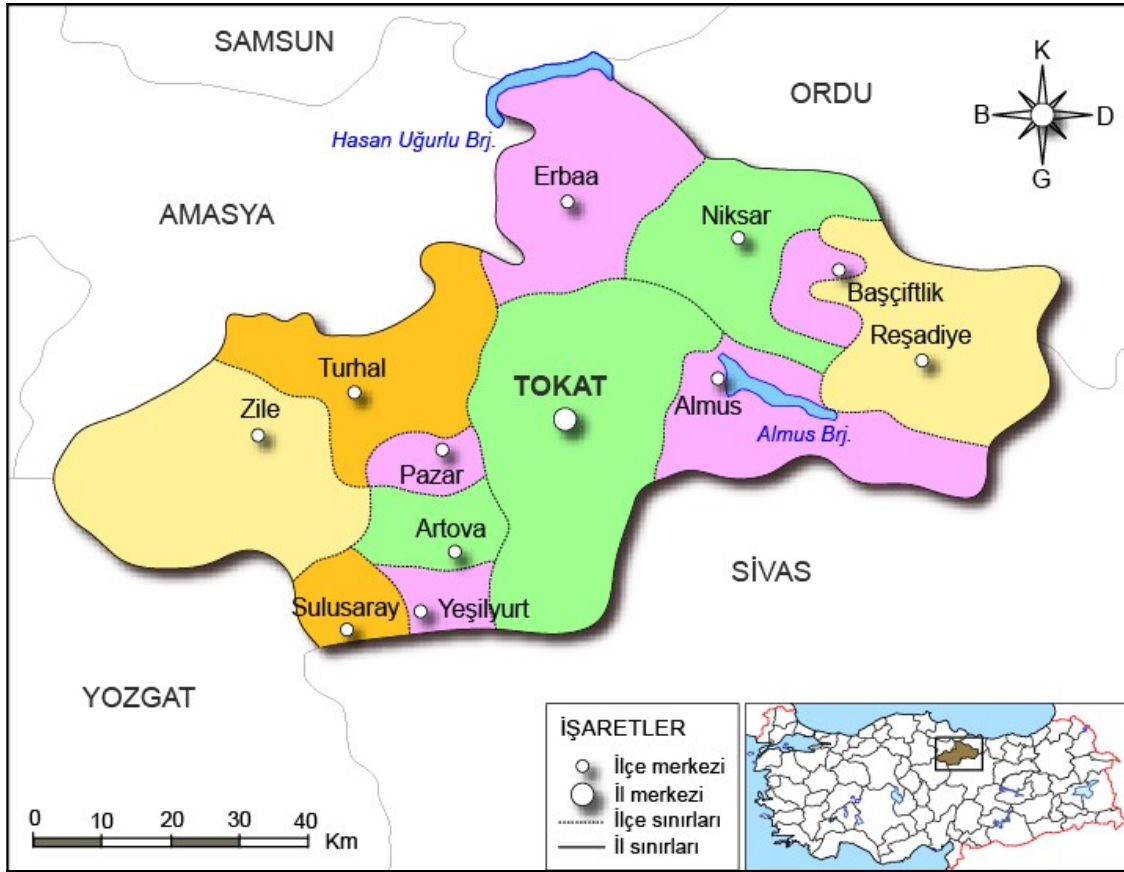 SAMSUN
K
ORDU
B
D
Hasan Uğurlu Brj.
G
Erbaa
AMASYA
Niksar
Başçiftlik
Reşadiye
Turhal
TOKAT
Almus
Zile
Almus Brj.
Pazar
Artova
SİVAS
Sulusaray
Yeşilyurt
YOZGAT
İŞARETLER
İlçe merkezi
İl merkezi
İlçe sınırları
İl sınırları
0 10 20 30 40
Km